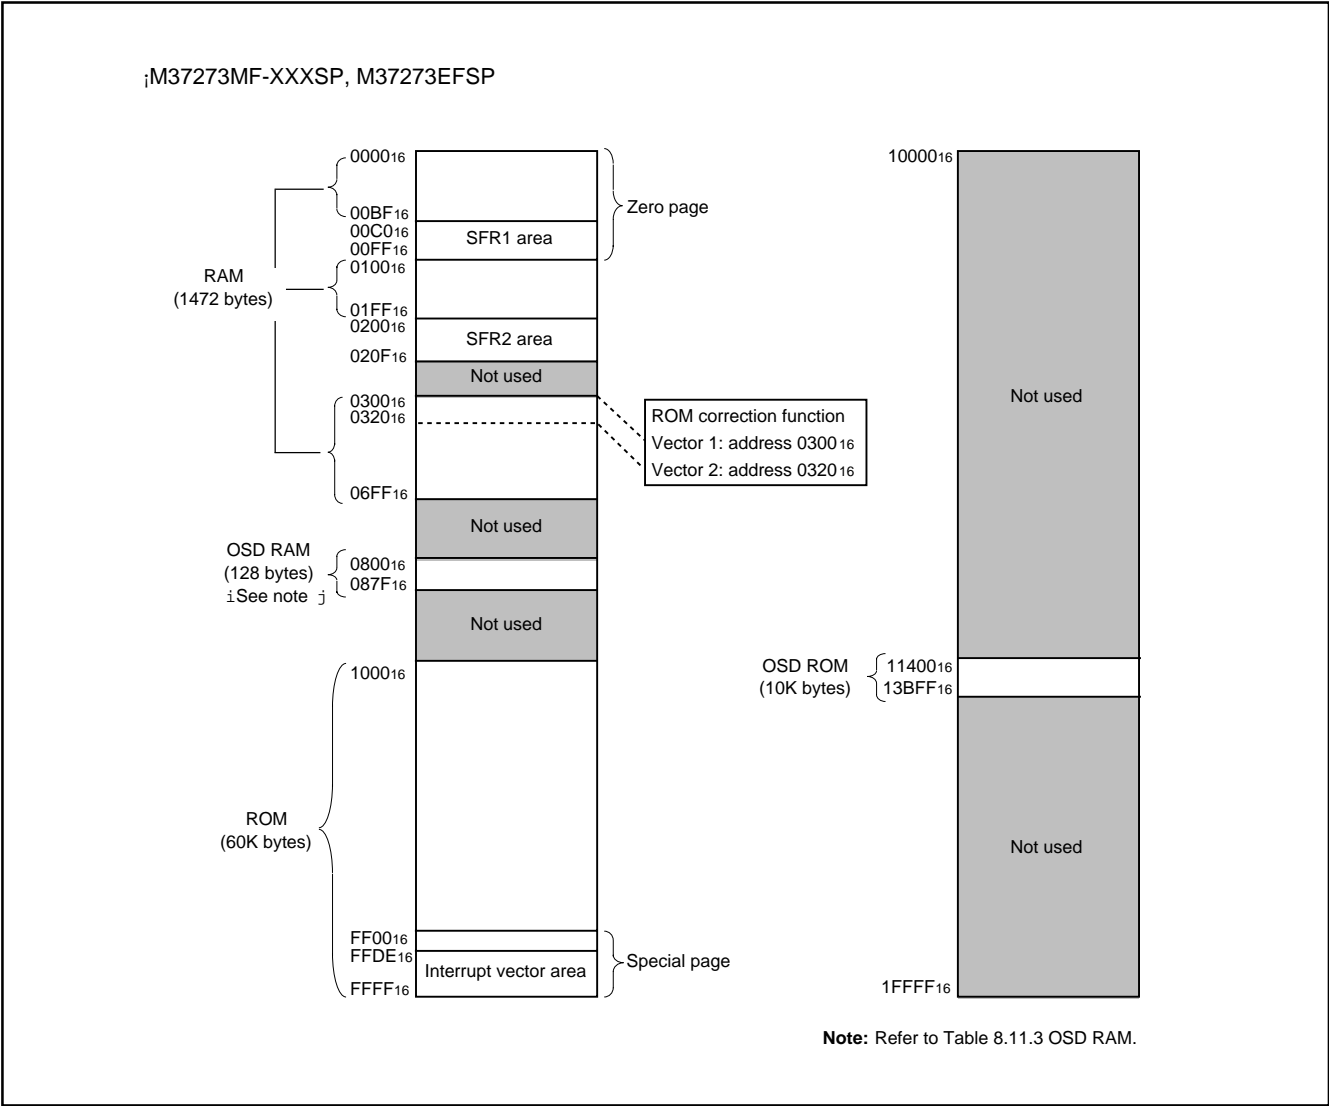 ¡M37273MF-XXXSP, M37273EFSP
000016
00BF16
00C016
SFR1 area
00FF16
Zero page
010016
RAM
(1472 bytes)
01FF16
020016
SFR2 area
020F16
Not used
030016
032016
ROM correction function
Vector 1: address 030016
Vector 2: address 032016
06FF16
Not used
OSD RAM
(128 bytes)
iSee note j
080016
087F16
Not used
100016
ROM
(60K bytes)
FF0016
FFDE16
Interrupt vector area
FFFF16
Special page
1000016
Not used
OSD ROM
(10K bytes)
1140016
13BFF16
Not used
1FFFF16
Note: Refer to Table 8.11.3 OSD RAM.